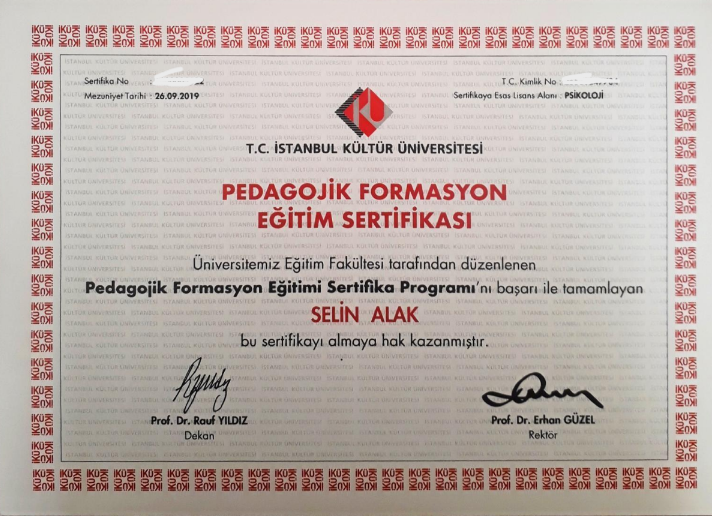 Sertifika No :
Mezuniyet Tarihi : 26.09.2019
T.C. Kimlik No :
Sertifikaya Esas Lisans Alanı : PSİKOLOJİ
T.C. İSTANBUL KÜLTÜR ÜNİVERSİTESİ
PEDAGOJİK FORMASYON
EĞİTİM SERTİFİKASI
Üniversitemiz Eğitim Fakültesi tarafından düzenlenen
Pedagojik Formasyon Eğitimi Sertifika Programı'nı başarı ile tamamlayan
SELİN ALAK
bu sertifikayı almaya hak kazanmıştır.
Prof. Dr. Rauf YILDIZ
Dekan
Prof. Dr. Erhan GÜZEL
Rektör